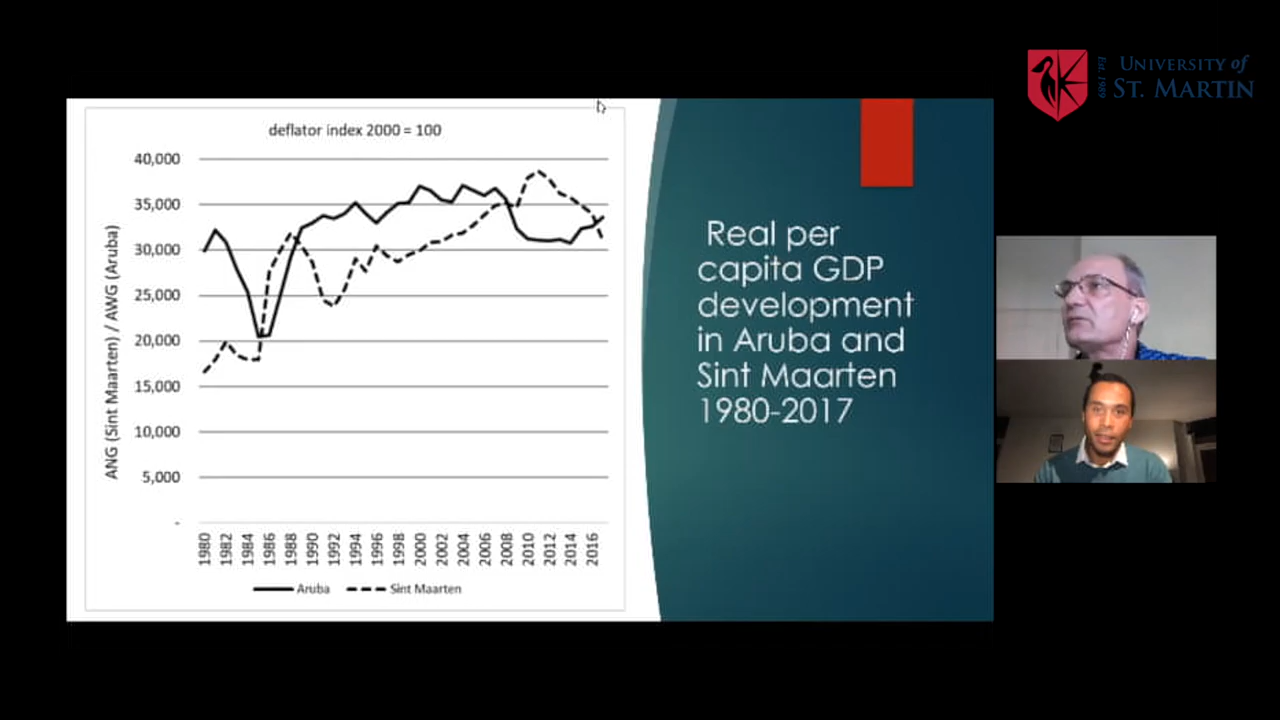 University of
St. Martin
Est. 1989
deflator index 2000 = 100
ANG (Sint Maarten) / AWG (Aruba)
40,000
35,000
30,000
25,000
20,000
15,000
10,000
5,000
-
1980
1982
1984
1986
1988
1990
1992
1994
1996
1998
2000
2002
2004
2006
2008
2010
2012
2014
2016
Aruba
Sint Maarten
Real per
capita GDP
development
in Aruba and
Sint Maarten
1980-2017